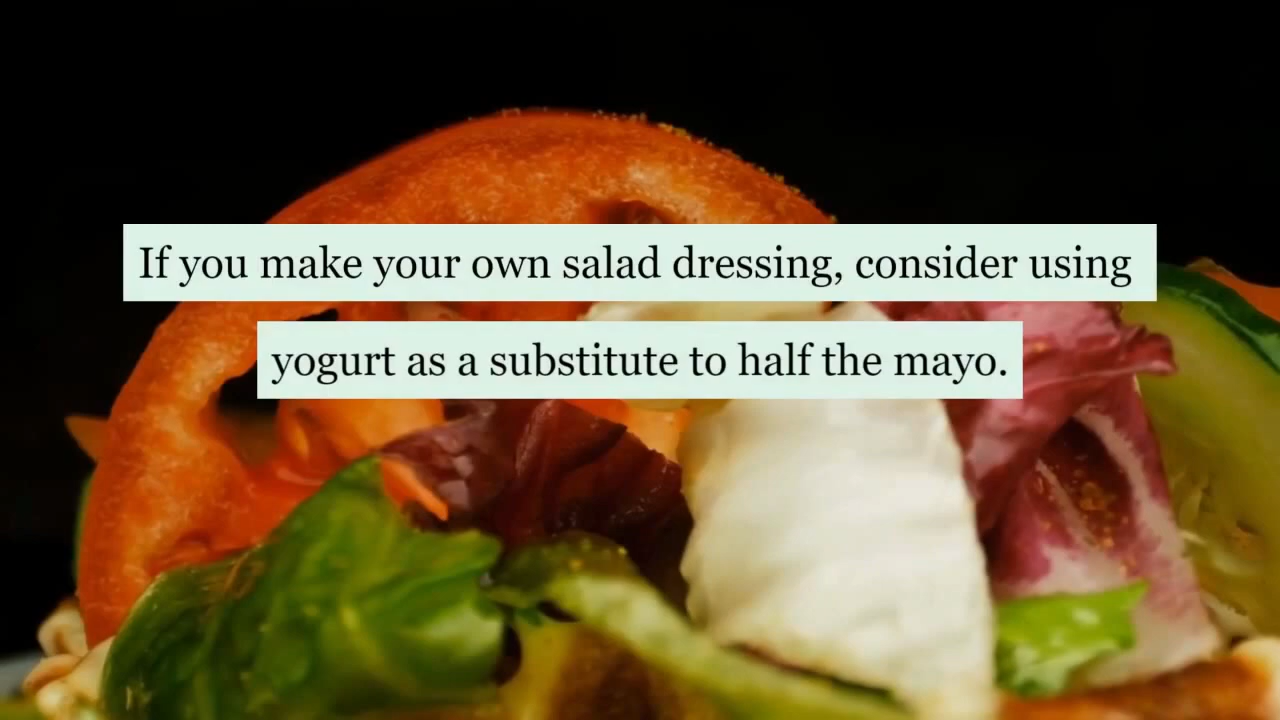 If you make your own salad dressing, consider using
yogurt as a substitute to half the mayo.